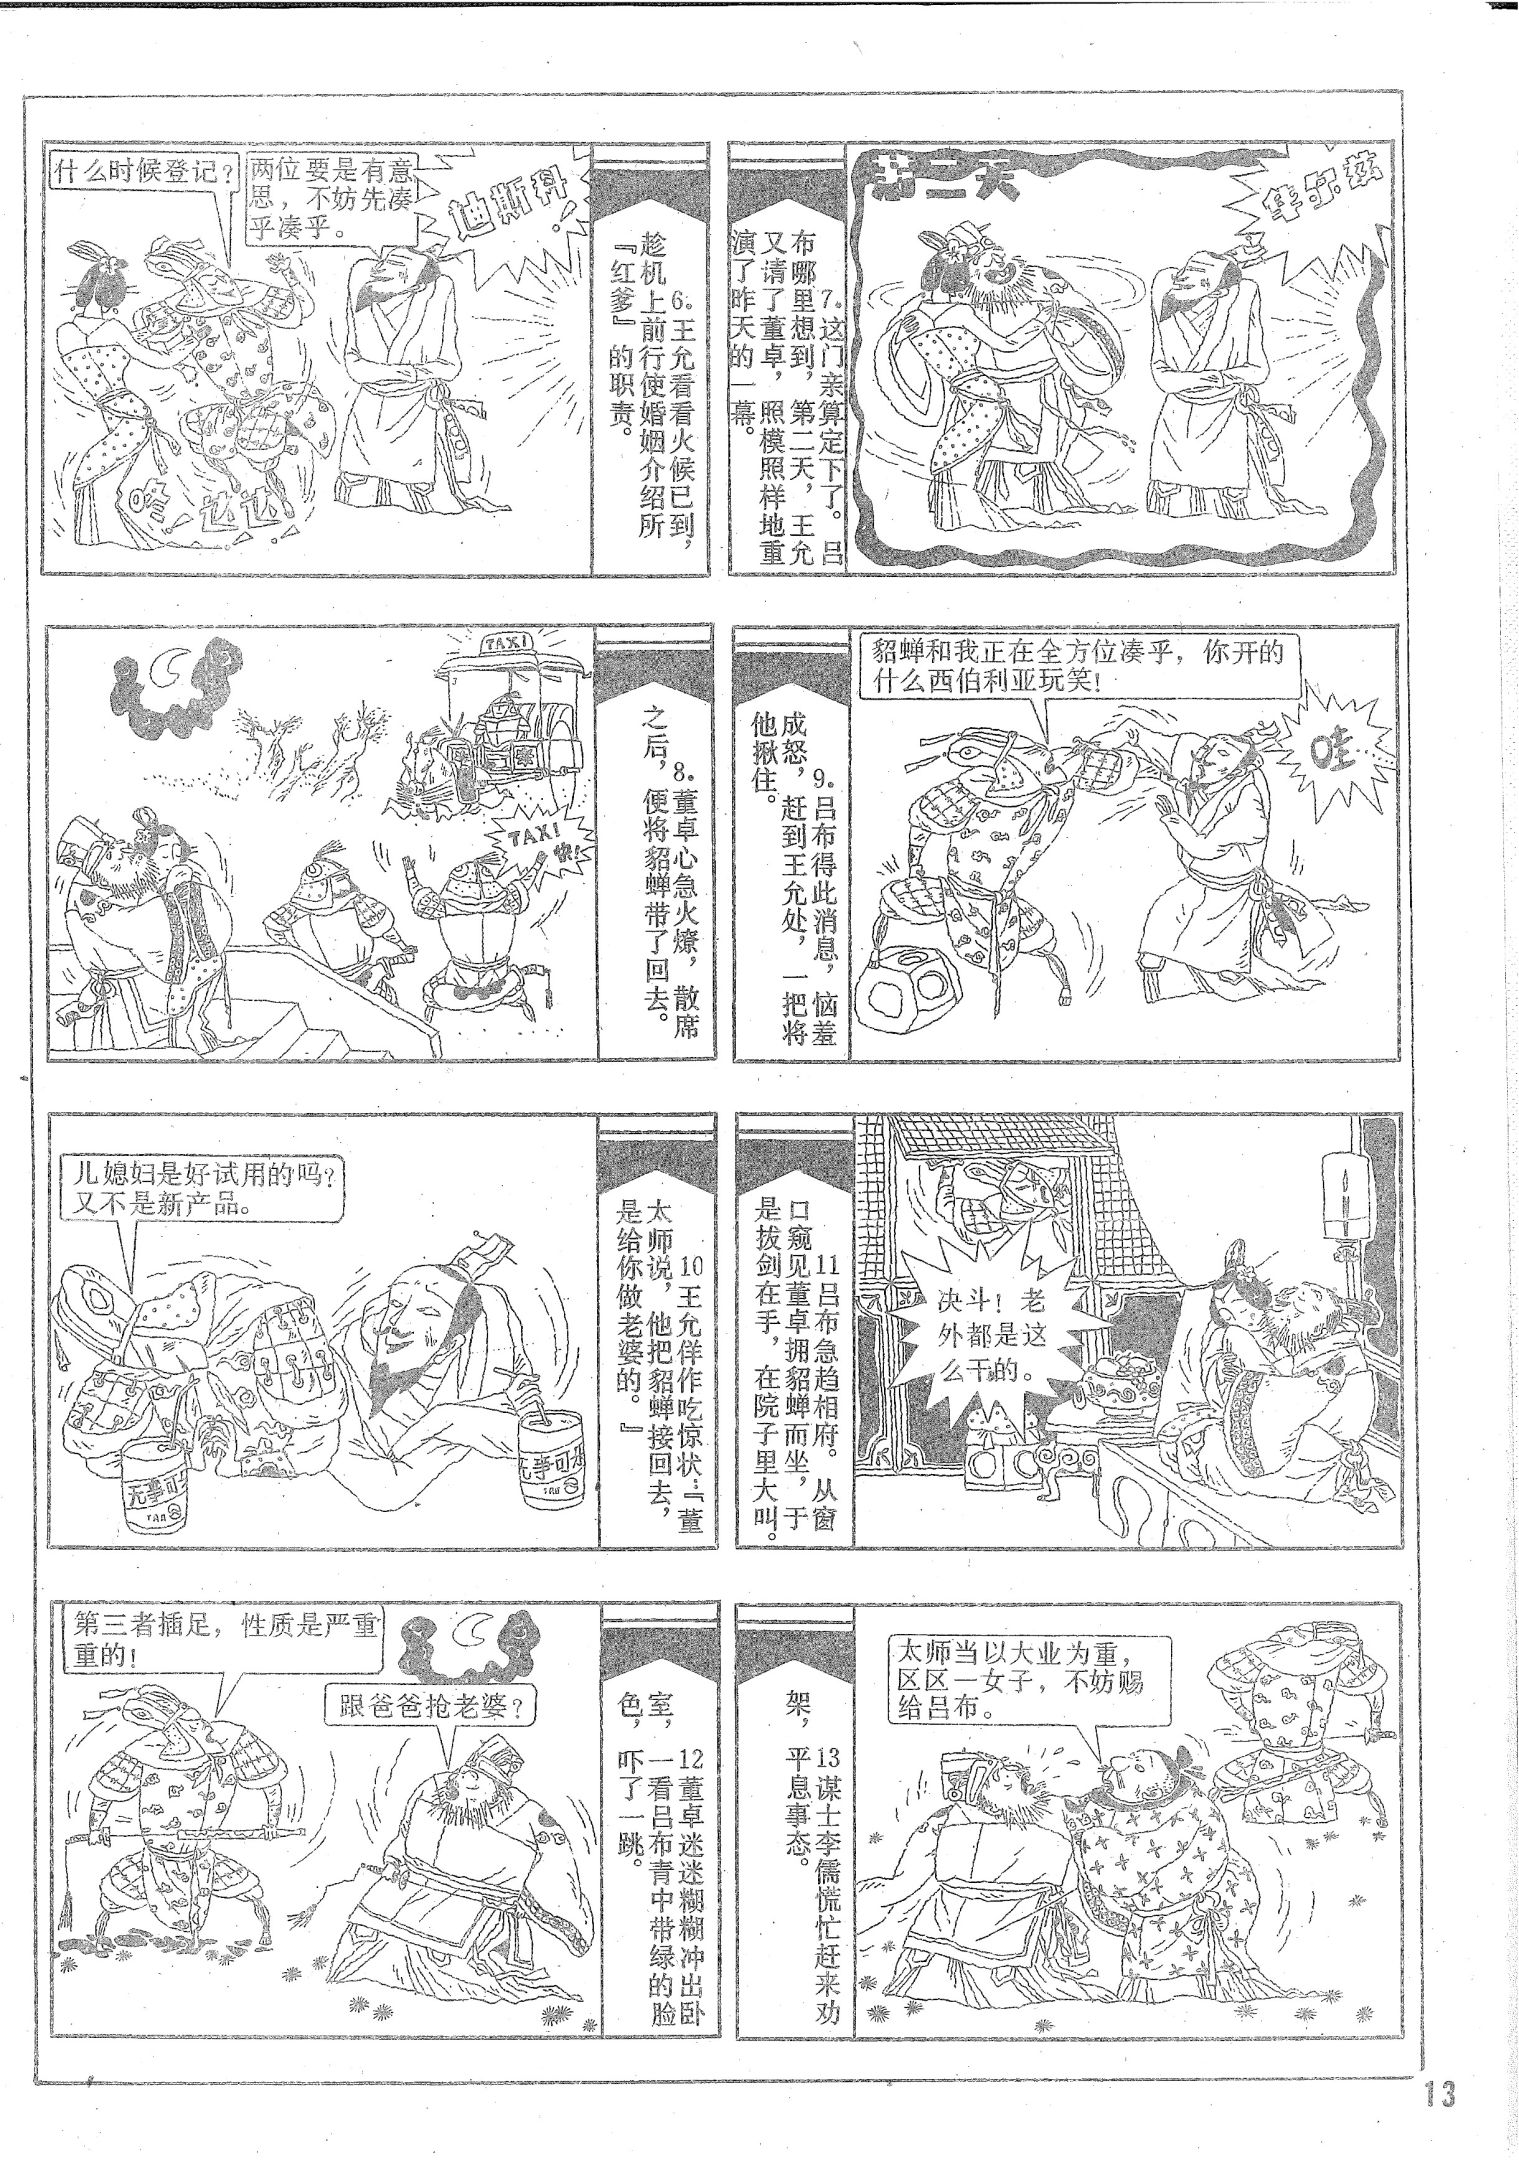 什么时候登记?
两位要是有意
思，不妨先凑
乎凑乎。
迪斯科!
哇 达达!
6.王允看看火候已到，
趁机上前行使婚姻介绍所
『红爹』的职责。
第二天
华尔兹
7.这门亲算定下了。吕
布哪里想到，第二天，王允
又请了董卓，照模照样地重
演了昨天的一幕。
TAXI
TAXI
快!
8.董卓心急火燎，散席
之后，便将貂蝉带了回去。
貂蝉和我正在全方位凑乎，你开的
什么西伯利亚玩笑!
哇
9.吕布得此消息，恼羞
成怒，赶到王允处，一把将
他揪住。
儿媳妇是好试用的吗?
又不是新产品。
10王允佯作吃惊状:『董
太师说，他把貂蝉接回去，
是给你做老婆的。』
决斗!老
外都是这
么干的。
11吕布急趋相府。从窗
口窥见董卓拥貂蝉而坐，于
是拔剑在手，在院子里大叫。
第三者插足，性质是严重
重的!
跟爸爸抢老婆?
12董卓迷迷糊糊冲出卧
室，一看吕布青中带绿的脸
色，吓了一跳。
太师当以大业为重，
区区一女子，不妨赐
给吕布。
13谋士李儒慌忙赶来劝
架，平息事态。
13